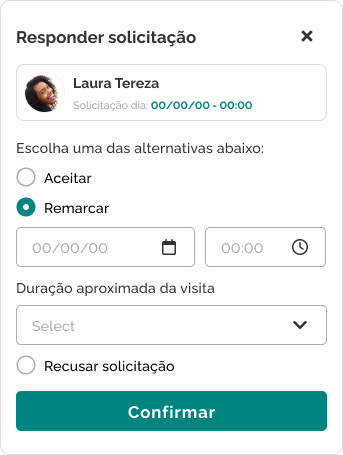 Responder solicitação
Laura Tereza
Solicitação dia: 00/00/00 - 00:00
Escolha uma das alternativas abaixo:
Aceitar
Remarcar
00/00/00 00:00
Duração aproximada da visita
Select
Recusar solicitação
Confirmar